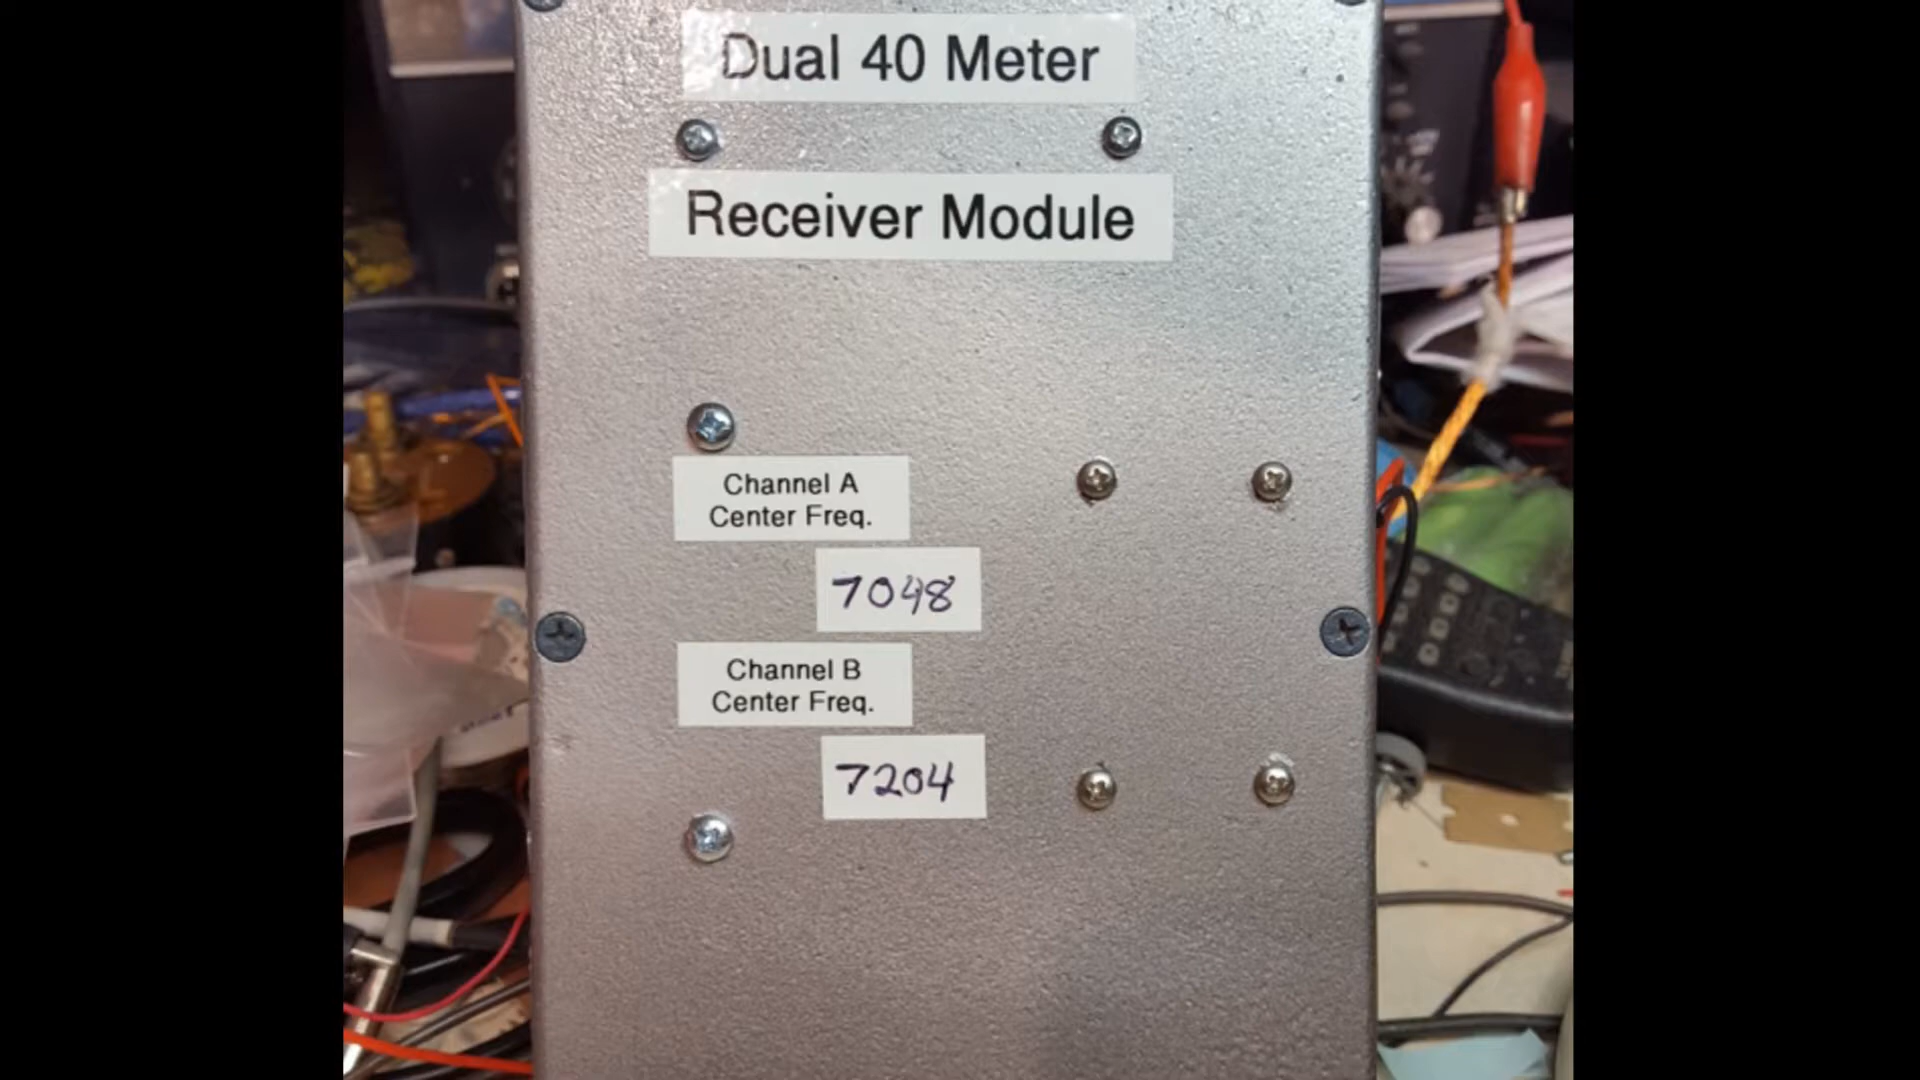 Dual 40 Meter
Receiver Module
Channel A
Center Freq.
7048
Channel B
Center Freq.
7204